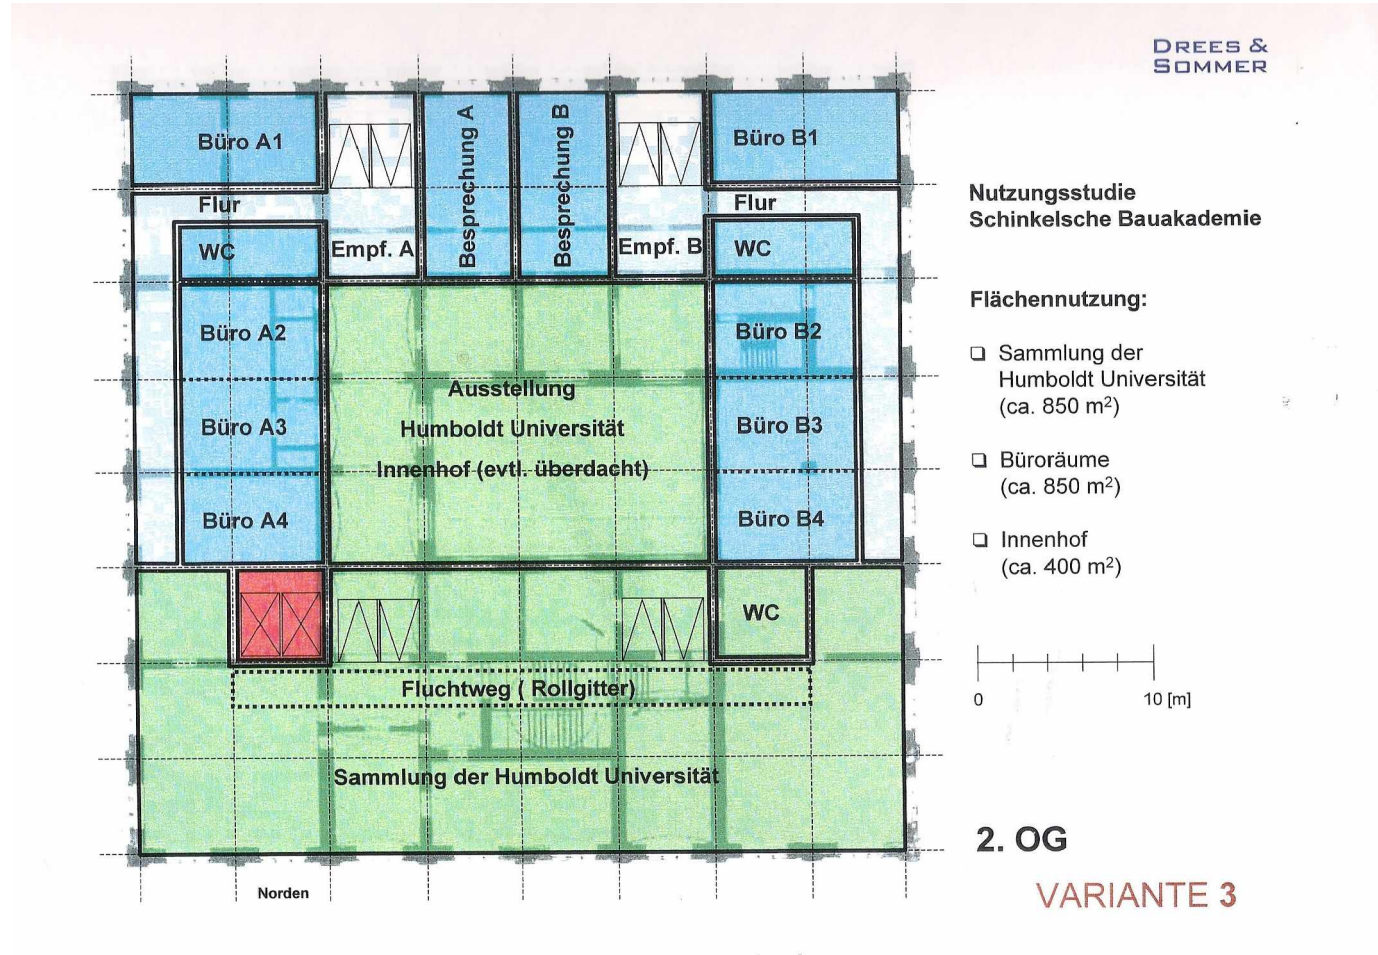 DREES &
SOMMER
Büro A1
Besprechung A
Besprechung B
Büro B1
Nutzungsstudie
Schinkelsche Bauakademie
Flur
Flur
WC
Empf. A
Empf. B
WC
Flächennutzung:
Büro A2
Büro B2
❑ Sammlung der
Humboldt Universität
(ca. 850 m²)
Ausstellung
Humboldt Universität
Innenhof (evtl. überdacht)
Büro A3
Büro B3
❑ Büroräume
(ca. 850 m²)
Büro A4
Büro B4
❑ Innenhof
(ca. 400 m²)
WC
Fluchtweg ( Rollgitter)
0 10 [m]
Sammlung der Humboldt Universität
2. OG
VARIANTE 3
Norden